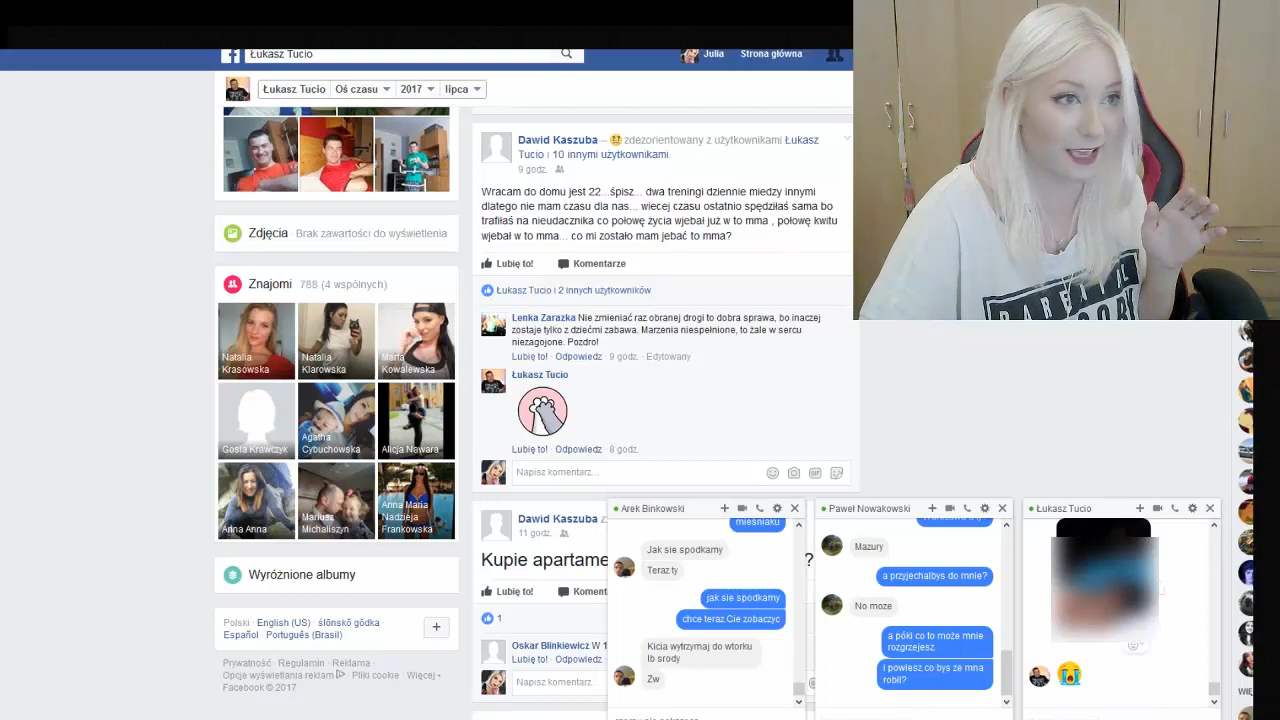 Łukasz Tucio
Julia
Strona główna
Łukasz Tucio
Oś czasu
2017
lipca
Dawid Kaszuba – zdezorientowany z użytkownikami Łukasz
Tucio i 10 innymi użytkownikami.
9 godz.
Wracam do domu jest 22...śpisz... dwa treningi dziennie miedzy innymi
dlatego nie mam czasu dla nas... wiecej czasu ostatnio spędziłaś sama bo
trafiłaś na nieudacznika co połowę zycia wjebał już w to mma , połowę kwitu
wjebał w to mma... co mi zostało mam jebać to mma?
Lubię to!
Komentarze
Łukasz Tucio i 2 innych użytkowników
Lenka Zarazka Nie zmieniać raz obranej drogi to dobra sprawa, bo inaczej
zostaje tylko z dziećmi zabawa. Marzenia niespełnione, to żale w sercu
niezagojone. Pozdro!
Lubię to! · Odpowiedz · 9 godz. · Edytowany
Łukasz Tucio
Lubię to! · Odpowiedz · 8 godz.
Napisz komentarz...
GIF
Zdjęcia Brak zawartości do wyświetlenia
Znajomi 788 (4 wspólnych)
Natalia
Krasowska
Natalia
Klarowska
Marta
Kowalewska
Gosia Krawczyk
Agatha
Cybuchowska
Alicja Nawara
Anna Anna
Mariusz
Michaliszyn
Anna Maria
Nadzieja
Frankowska
Wyróżnione albumy
Polski · English (US) · ślōnskŏ gŏdka
Español · Português (Brasil)
Prywatność · Regulamin · Reklama ·
Opcje wyświetlania reklam · Pliki cookie · Więcej
Facebook © 2017
Dawid Kaszuba
11 godz.
Kupie apartame
?
Lubię to!
Koment
1
Oskar Blinkiewicz W 1
Lubię to! · Odpowied
Napisz komentarz...
Arek Binkowski
mieśniaku
Jak sie spodkamy
Teraz ty
jak sie spodkamy
chce teraz Cie zobaczyc
Kicia wytrzymaj do wtorku
lb srody
Żw
Paweł Nowakowski
Mazury
a przyjechalbys do mnie?
No moze
a póki co to może mnie
rozgrzejesz
i powiesz co bys ze mna
robil?
Łukasz Tucio